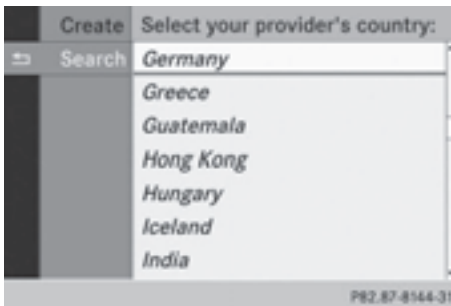 Create Select your provider's country:
Search Germany
Greece
Guatemala
Hong Kong
Hungary
Iceland
India
P82.87-8144-31